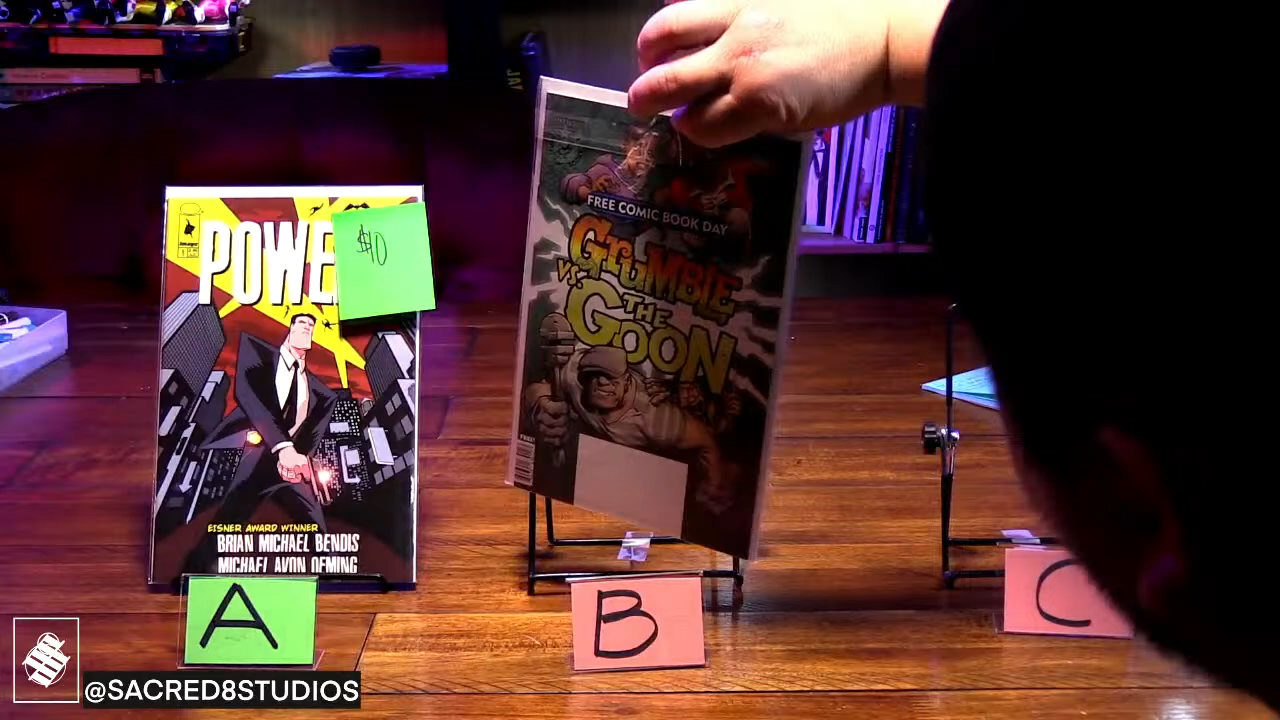 POWE
$10
EISNER AWARD WINNER
BRIAN MICHAEL BENDIS
MICHAEL AVON OEMING
A
FREE COMIC BOOK DAY
GRUMBLE
VS.
THE
GOON
B
C
@SACRED8STUDIOS